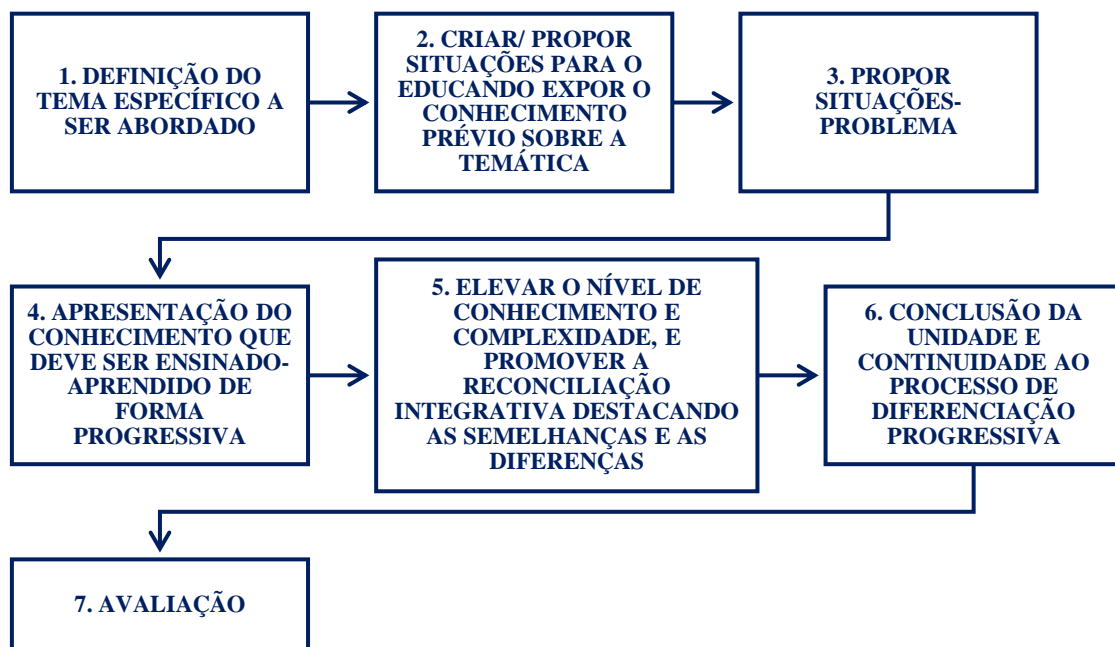 1. DEFINIÇÃO DO
TEMA ESPECÍFICO A
SER ABORDADO
2. CRIAR/ PROPOR
SITUAÇÕES PARA O
EDUCANDO EXPOR O
CONHECIMENTO
PRÉVIO SOBRE A
TEMÁTICA
3. PROPOR
SITUAÇÕES-
PROBLEMA
4. APRESENTAÇÃO DO
CONHECIMENTO QUE
DEVE SER ENSINADO-
APRENDIDO DE
FORMA
PROGRESSIVA
5. ELEVAR O NÍVEL DE
CONHECIMENTO E
COMPLEXIDADE, E
PROMOVER A
RECONCILIAÇÃO
INTEGRATIVA DESTACANDO
AS SEMELHANÇAS E AS
DIFERENÇAS
6. CONCLUSÃO DA
UNIDADE E
CONTINUIDADE AO
PROCESSO DE
DIFERENCIAÇÃO
PROGRESSIVA
7. AVALIAÇÃO